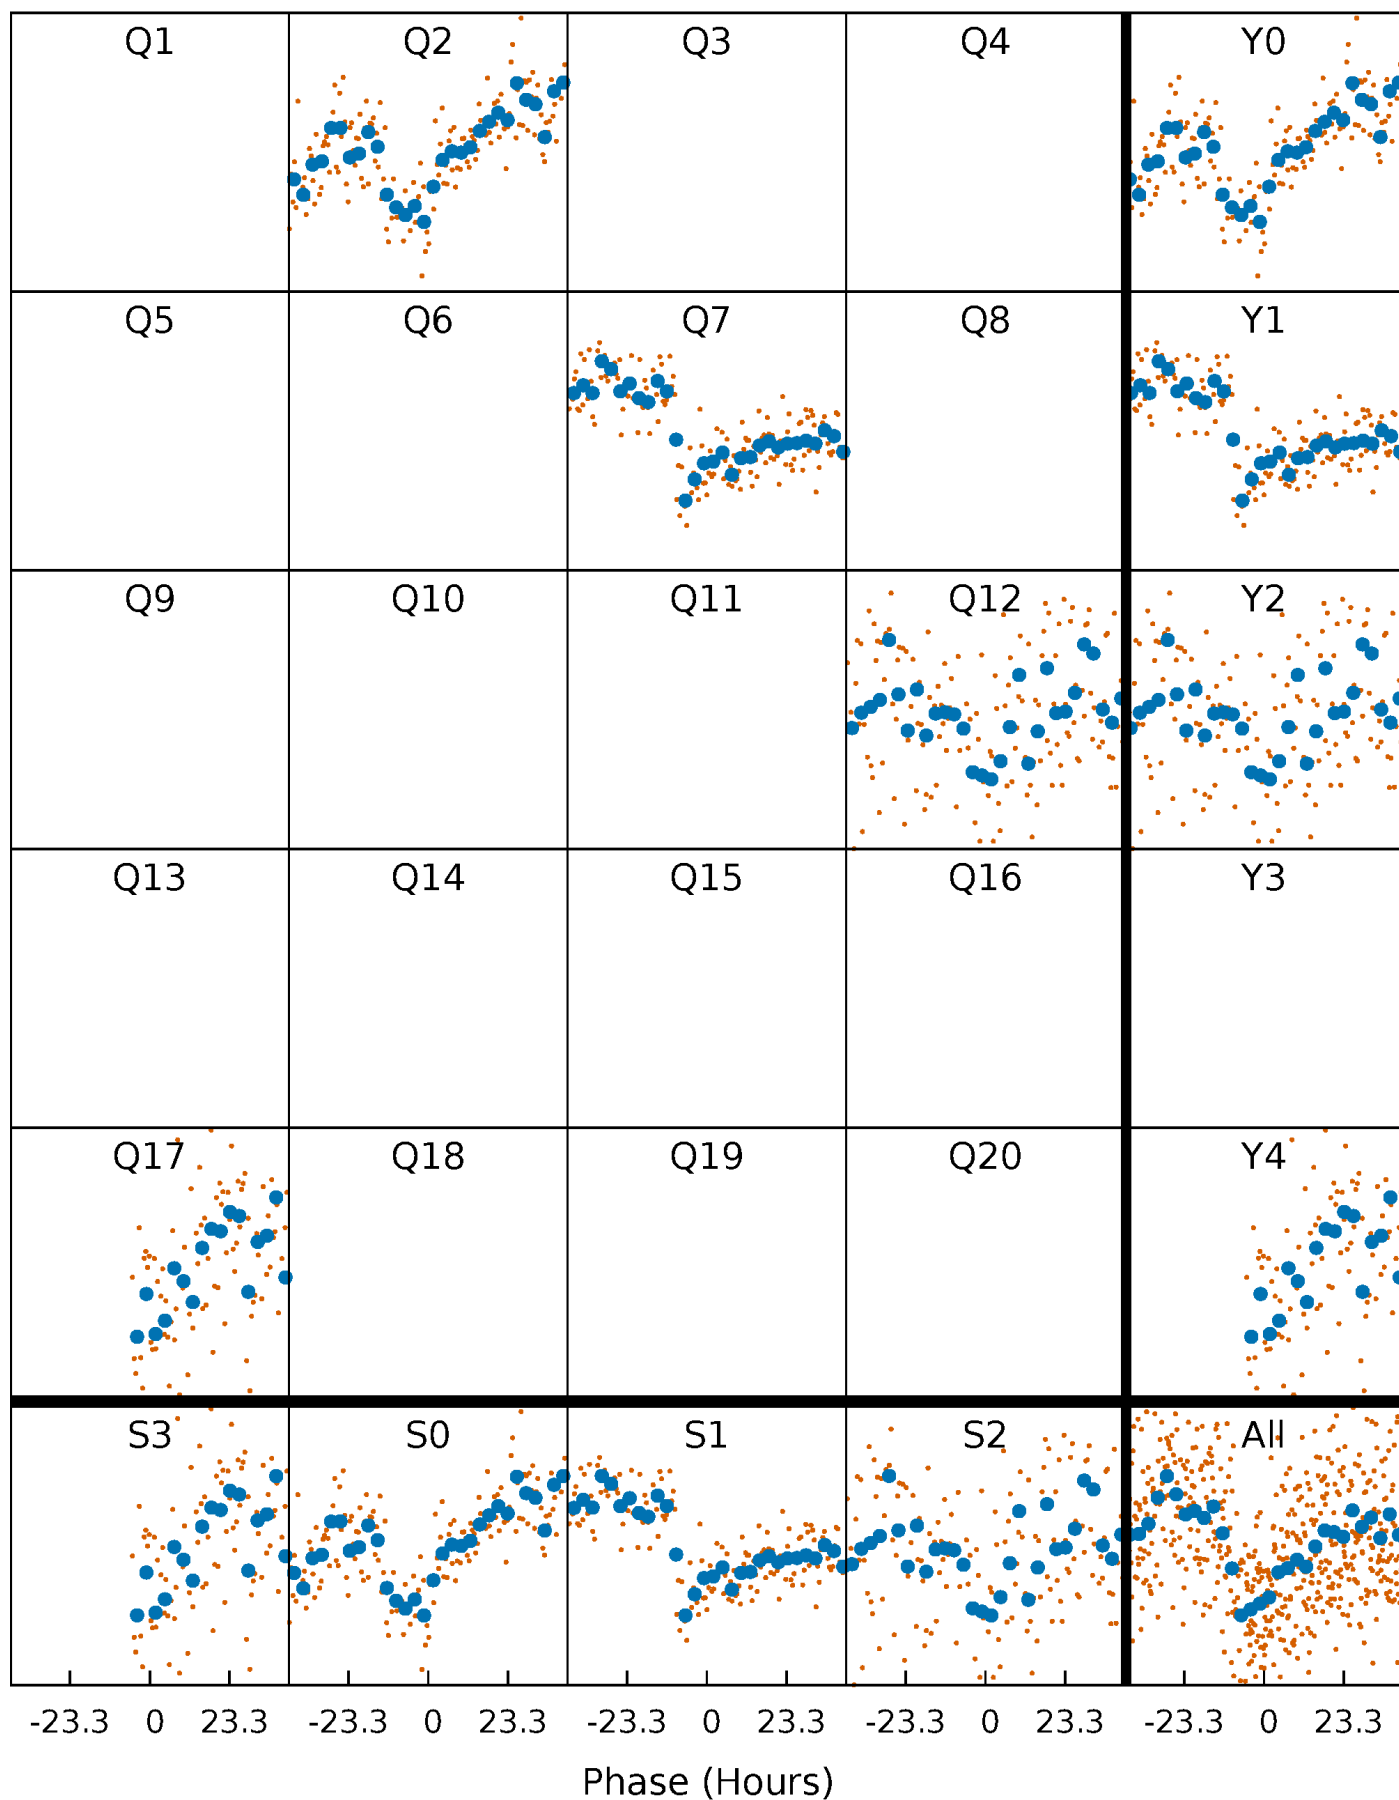 Q1 Q2 Q3 Q4 Y0
Q5 Q6 Q7 Q8 Y1
Q9 Q10 Q11 Q12 Y2
Q13 Q14 Q15 Q16 Y3
Q17 Q18 Q19 Q20 Y4
S3 S0 S1 S2 All
-23.3 0 23.3 -23.3 0 23.3 -23.3 0 23.3 -23.3 0 23.3 -23.3 0 23.3
Phase (Hours)